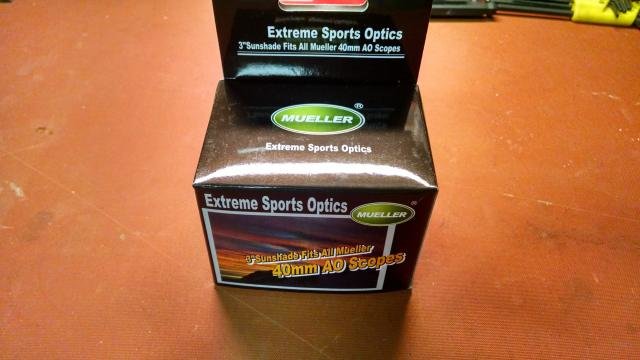 Extreme Sports Optics
3"Sunshade Fits All Mueller 40mm AO Scopes
MUELLER®
Extreme Sports Optics
Extreme Sports Optics
MUELLER®
3"Sunshade Fits All Mueller
40mm AO Scopes